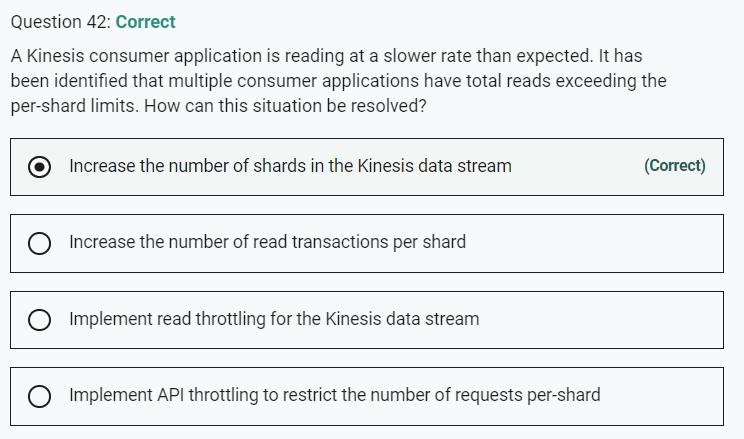 Question 42: Correct
A Kinesis consumer application is reading at a slower rate than expected. It has
been identified that multiple consumer applications have total reads exceeding the
per-shard limits. How can this situation be resolved?
Increase the number of shards in the Kinesis data stream (Correct)
Increase the number of read transactions per shard
Implement read throttling for the Kinesis data stream
Implement API throttling to restrict the number of requests per-shard